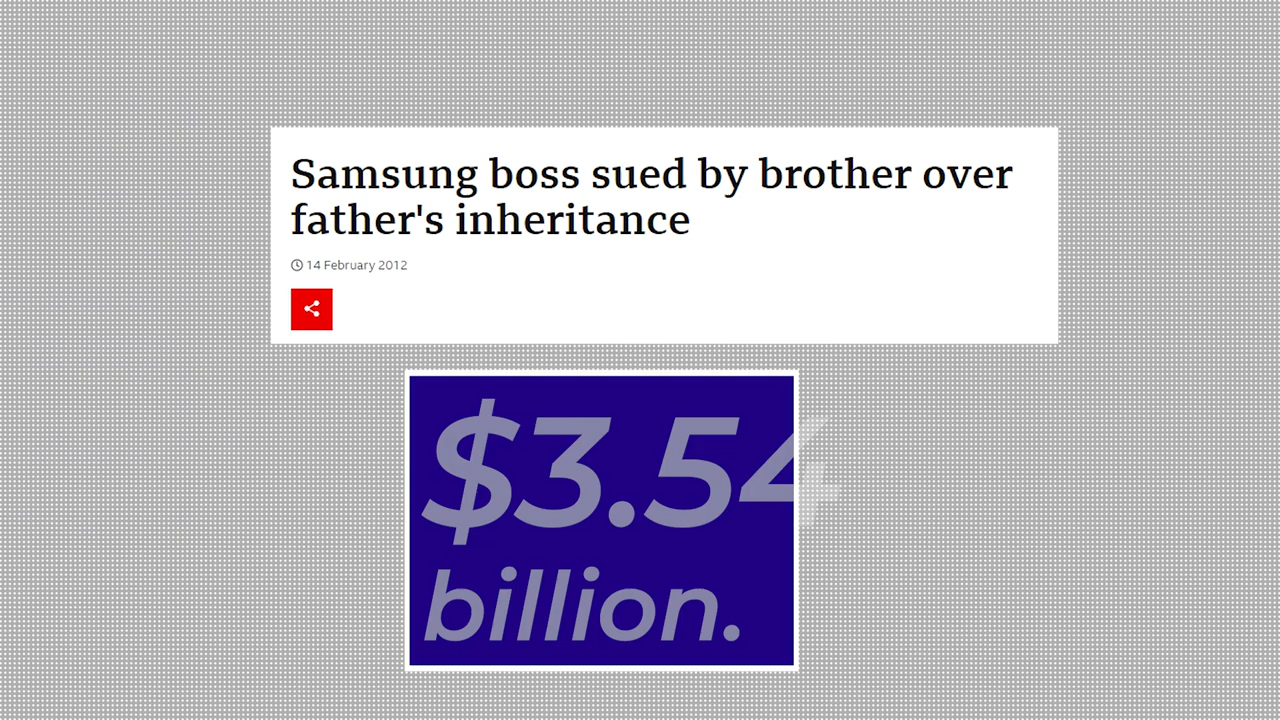 Samsung boss sued by brother over
father's inheritance
14 February 2012
$3.54
billion.